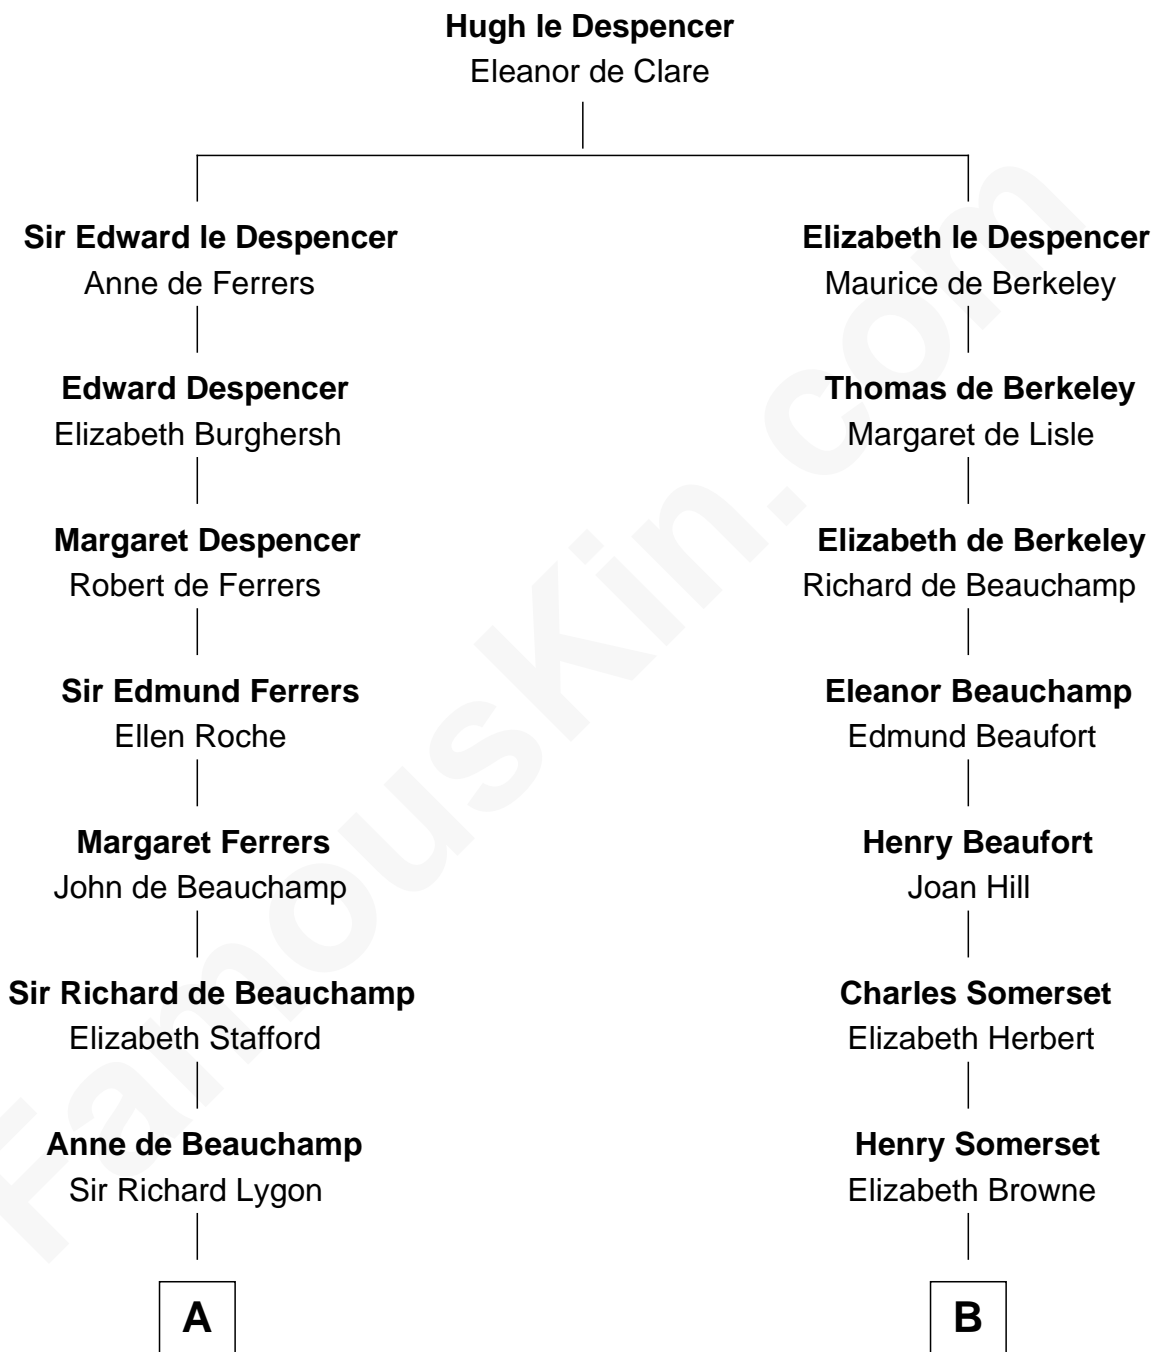 Hugh le Despencer
Eleanor de Clare
Sir Edward le Despencer
Anne de Ferrers
Elizabeth le Despencer
Maurice de Berkeley
Edward Despencer
Elizabeth Burghersh
Thomas de Berkeley
Margaret de Lisle
Margaret Despencer
Robert de Ferrers
Elizabeth de Berkeley
Richard de Beauchamp
Sir Edmund Ferrers
Ellen Roche
Eleanor Beauchamp
Edmund Beaufort
Margaret Ferrers
John de Beauchamp
Henry Beaufort
Joan Hill
Sir Richard de Beauchamp
Elizabeth Stafford
Charles Somerset
Elizabeth Herbert
Anne de Beauchamp
Sir Richard Lygon
Henry Somerset
Elizabeth Browne
A
B
FamousKin.com